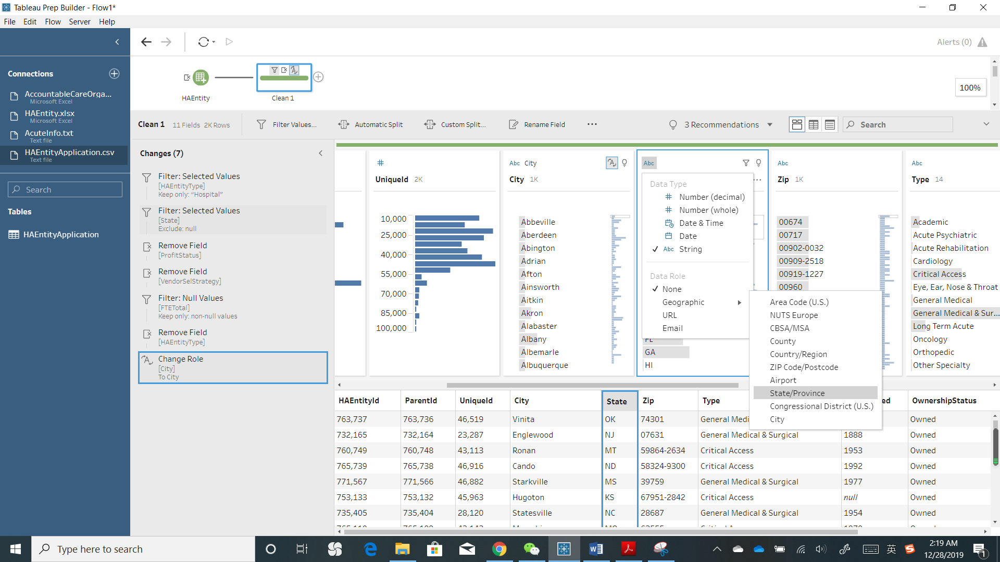 Tableau Prep Builder - Flow1*
File Edit Flow Server Help
Alerts (0)
Connections
AccountableCareOrga...
Microsoft Excel
HAEntity.xlsx
Microsoft Excel
AcuteInfo.txt
Text file
HAEntityApplication.csv
Text file
Search
Tables
HAEntityApplication
HAEntity
Clean 1
100%
Clean 1 11 Fields 2K Rows
Filter Values... Automatic Split Custom Split... Rename Field ... 3 Recommendations Search
Changes (7)
Filter: Selected Values
[HAEntityType]
Keep only: “Hospital”
Filter: Selected Values
[State]
Exclude: null
Remove Field
[ProfitStatus]
Remove Field
[VendorSelStrategy]
Filter: Null Values
[FTETotal]
Keep only: non-null values
Remove Field
[HAEntityType]
Change Role
[City]
To City
#
UniqueId 2K
10,000
25,000
40,000
55,000
70,000
85,000
100,000
Abc City
City 1K
Abbeville
Aberdeen
Abington
Adrian
Afton
Ainsworth
Aitkin
Akron
Alabaster
Albany
Albemarle
Albuquerque
Abc
Data Type
# Number (decimal)
# Number (whole)
Date & Time
Date
Abc String
Data Role
None
Geographic
URL
Email
FL
GA
HI
Area Code (U.S.)
NUTS Europe
CBSA/MSA
County
Country/Region
ZIP Code/Postcode
Airport
State/Province
Congressional District (U.S.)
City
Abc
Zip 1K
00674
00717
00902-0032
00909-2518
00919-1227
00960
Abc
Type 14
Academic
Acute Psychiatric
Acute Rehabilitation
Cardiology
Critical Access
Eye, Ear, Nose & Throat
General Medical
General Medical & Sur...
Long Term Acute
Oncology
Orthopedic
Other Specialty
HAEntityId ParentId UniqueId City State Zip Type ed OwnershipStatus
763,737 763,736 46,519 Vinita OK 74301 General Medi Owned
732,165 732,164 23,287 Englewood NJ 07631 General Medical & Surgical 1888 Owned
760,749 760,748 43,113 Ronan MT 59864-2634 Critical Access 1953 Owned
765,739 765,738 46,916 Cando ND 58324-9300 Critical Access 1992 Owned
771,567 771,566 46,882 Starkville MS 39759 General Medical & Surgical 1977 Owned
753,133 753,132 45,963 Hugoton KS 67951-2842 Critical Access null Owned
735,405 735,404 28,120 Statesville NC 28687 General Medical & Surgical 1954 Owned
Type here to search
英
2:19 AM
12/28/2019
1